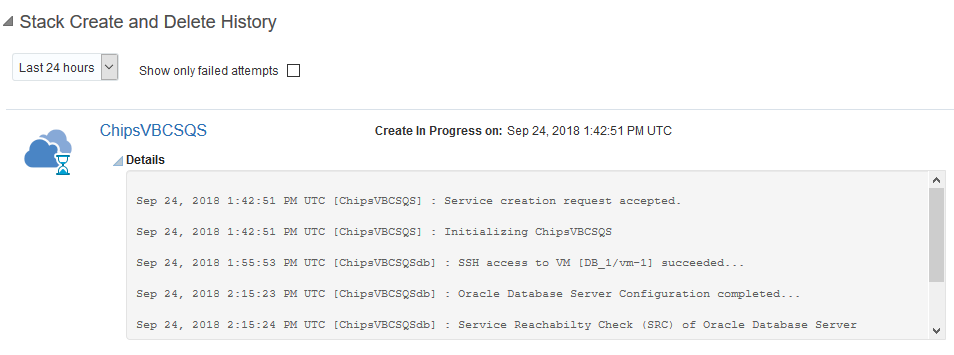 Stack Create and Delete History
Last 24 hours
Show only failed attempts
ChipsVBCSQS
Create In Progress on: Sep 24, 2018 1:42:51 PM UTC
Details
Sep 24, 2018 1:42:51 PM UTC [ChipsVBCSQS] : Service creation request accepted.
Sep 24, 2018 1:42:51 PM UTC [ChipsVBCSQS] : Initializing ChipsVBCSQS
Sep 24, 2018 1:55:53 PM UTC [ChipsVBCSQSdb] : SSH access to VM [DB_1/vm-1] succeeded...
Sep 24, 2018 2:15:23 PM UTC [ChipsVBCSQSdb] : Oracle Database Server Configuration completed...
Sep 24, 2018 2:15:24 PM UTC [ChipsVBCSQSdb] : Service Reachabilty Check (SRC) of Oracle Database Server